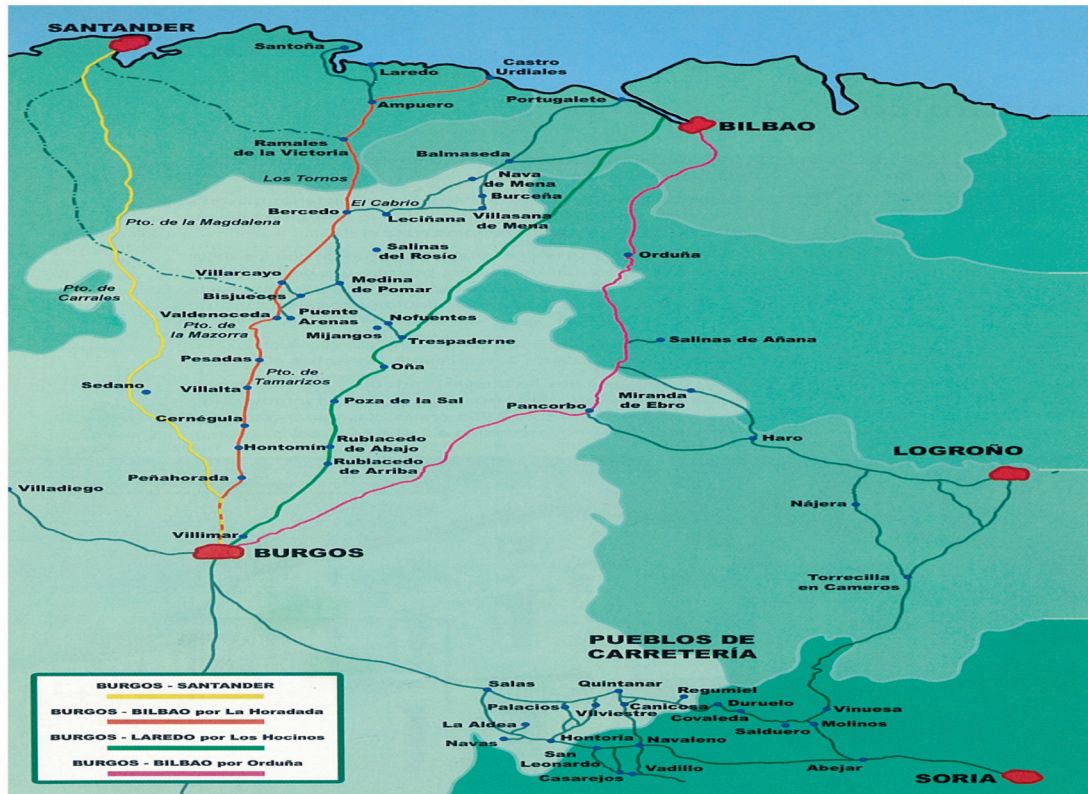 SANTANDER
Santoña
Laredo
Castro
Urdiales
Ampuero
Portugalete
BILBAO
Ramales
de la Victoria
Balmaseda
Los Tornos
Nava
de Mena
El Cabrio
Burceña
Bercedo
Leciñana
Villasana
de Mena
Pto. de la Magdalena
Salinas
del Rosío
Orduña
Villarcayo
Medina
de Pomar
Pto. de
Carrales
Bisjueces
Valdenoceda
Puente
Arenas
Nofuentes
Pto. de
la Mazorra
Mijangos
Trespaderne
Salinas de Añana
Pesadas
Oña
Pto. de
Tamarizos
Sedano
Villalta
Miranda
de Ebro
Poza de la Sal
Pancorbo
Cernégula
Haro
Hontomín
Rublacedo
de Abajo
LOGROÑO
Rublacedo
de Arriba
Peñahorada
Villadiego
Nájera
Villimar
BURGOS
Torrecilla
en Cameros
PUEBLOS DE
CARRETERÍA
Salas
Quintanar
Regumiel
Palacios
Vilviestre
Canicosa
Duruelo
Covaleda
Vinuesa
La Aldea
Salduero
Molinos
Navas
Hontoria
Navaleno
San
Leonardo
Casarejos
Vadillo
Abejar
SORIA
BURGOS - SANTANDER
BURGOS - BILBAO por La Horadada
BURGOS - LAREDO por Los Hocinos
BURGOS - BILBAO por Orduña